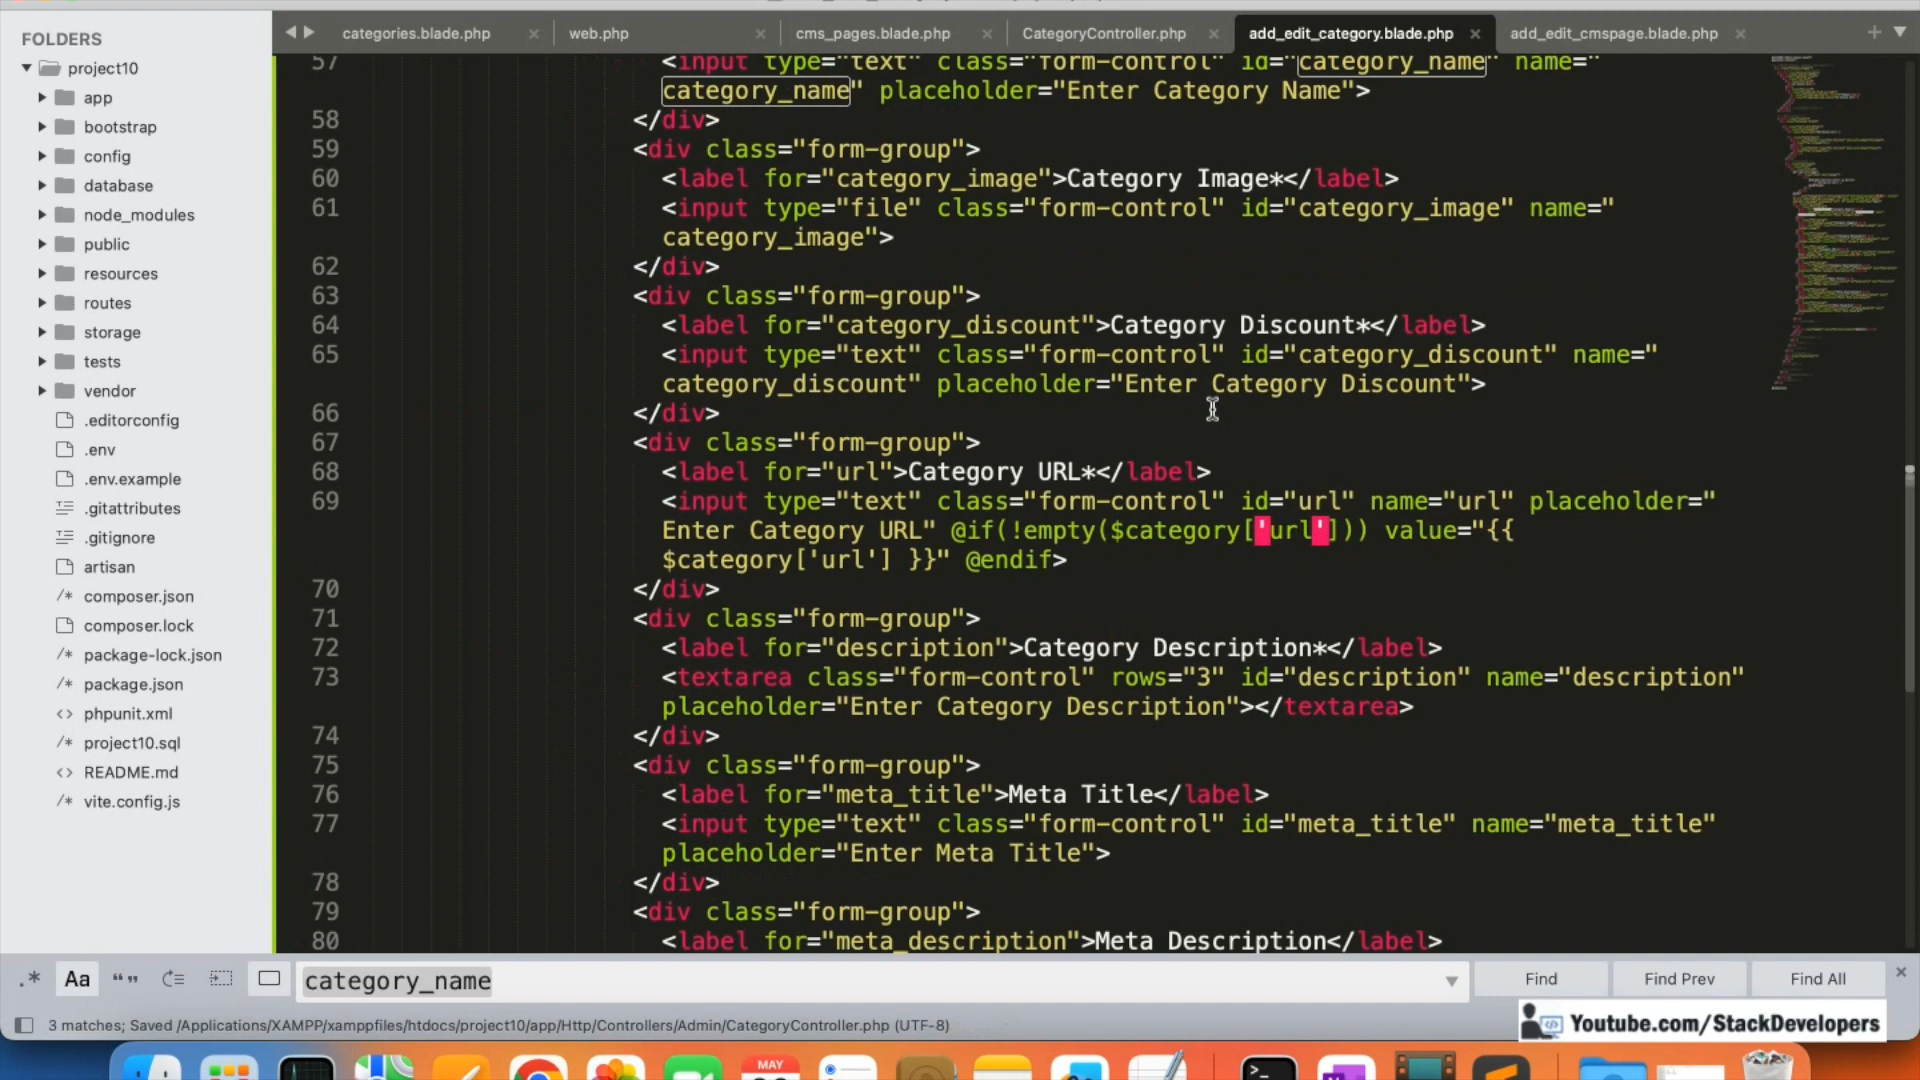 FOLDERS
project10
app
bootstrap
config
database
node_modules
public
resources
routes
storage
tests
vendor
.editorconfig
.env
.env.example
.gitattributes
.gitignore
artisan
composer.json
composer.lock
package-lock.json
package.json
phpunit.xml
project10.sql
README.md
vite.config.js
categories.blade.php
web.php
cms_pages.blade.php
CategoryController.php
add_edit_category.blade.php
add_edit_cmspage.blade.php
57 <input type="text" class="form-control" id="category_name" name="
category_name" placeholder="Enter Category Name">
58 </div>
59 <div class="form-group">
60 <label for="category_image">Category Image*</label>
61 <input type="file" class="form-control" id="category_image" name="
category_image">
62 </div>
63 <div class="form-group">
64 <label for="category_discount">Category Discount*</label>
65 <input type="text" class="form-control" id="category_discount" name="
category_discount" placeholder="Enter Category Discount">
66 </div>
67 <div class="form-group">
68 <label for="url">Category URL*</label>
69 <input type="text" class="form-control" id="url" name="url" placeholder="
Enter Category URL" @if(!empty($category['url'])) value="{{
$category['url'] }}" @endif>
70 </div>
71 <div class="form-group">
72 <label for="description">Category Description*</label>
73 <textarea class="form-control" rows="3" id="description" name="description"
placeholder="Enter Category Description"></textarea>
74 </div>
75 <div class="form-group">
76 <label for="meta_title">Meta Title</label>
77 <input type="text" class="form-control" id="meta_title" name="meta_title"
placeholder="Enter Meta Title">
78 </div>
79 <div class="form-group">
80 <label for="meta_description">Meta Description</label>
.* Aa “ ” category_name Find Find Prev Find All
3 matches; Saved /Applications/XAMPP/xamppfiles/htdocs/project10/app/Http/Controllers/Admin/CategoryController.php (UTF-8)
Youtube.com/StackDevelopers
MAY